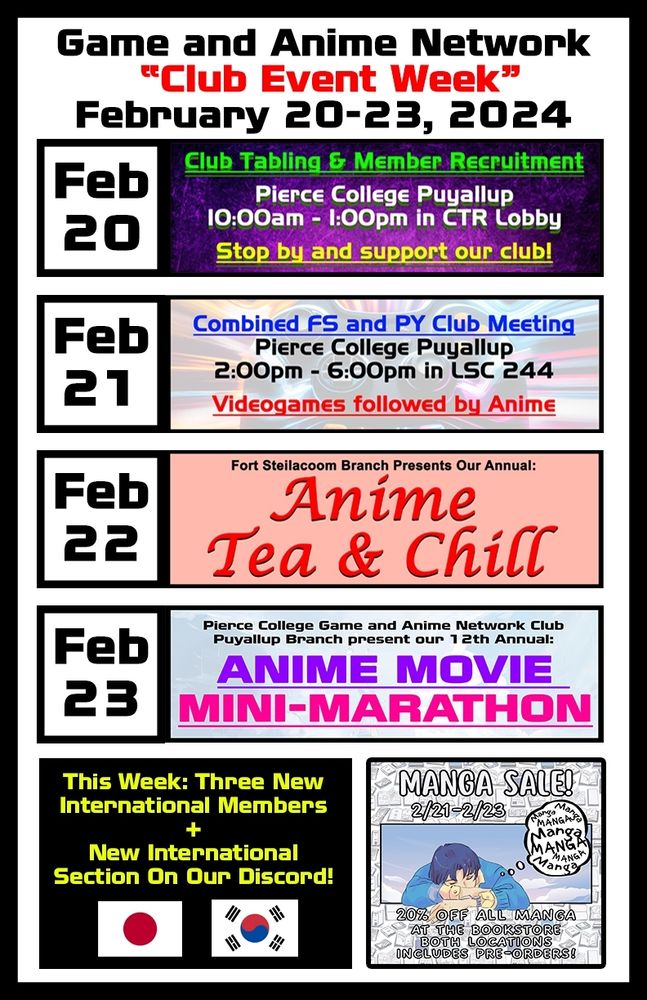 Game and Anime Network
“Club Event Week”
February 20-23, 2024
Feb
20
Club Tabling & Member Recruitment
Pierce College Puyallup
10:00am - 1:00pm in CTR Lobby
Stop by and support our club!
Feb
21
Combined FS and PY Club Meeting
Pierce College Puyallup
2:00pm - 6:00pm in LSC 244
Videogames followed by Anime
Feb
22
Fort Steilacoom Branch Presents Our Annual:
Anime
Tea & Chill
Feb
23
Pierce College Game and Anime Network Club
Puyallup Branch present our 12th Annual:
ANIME MOVIE
MINI-MARATHON
This Week: Three New
International Members
+
New International
Section On Our Discord!
MANGA SALE!
2/21-2/23
Manga Manga
MANGA
Manga
MANGA
MANGA
Manga
20% OFF ALL MANGA
AT THE BOOKSTORE
BOTH LOCATIONS
INCLUDES PRE-ORDERS!